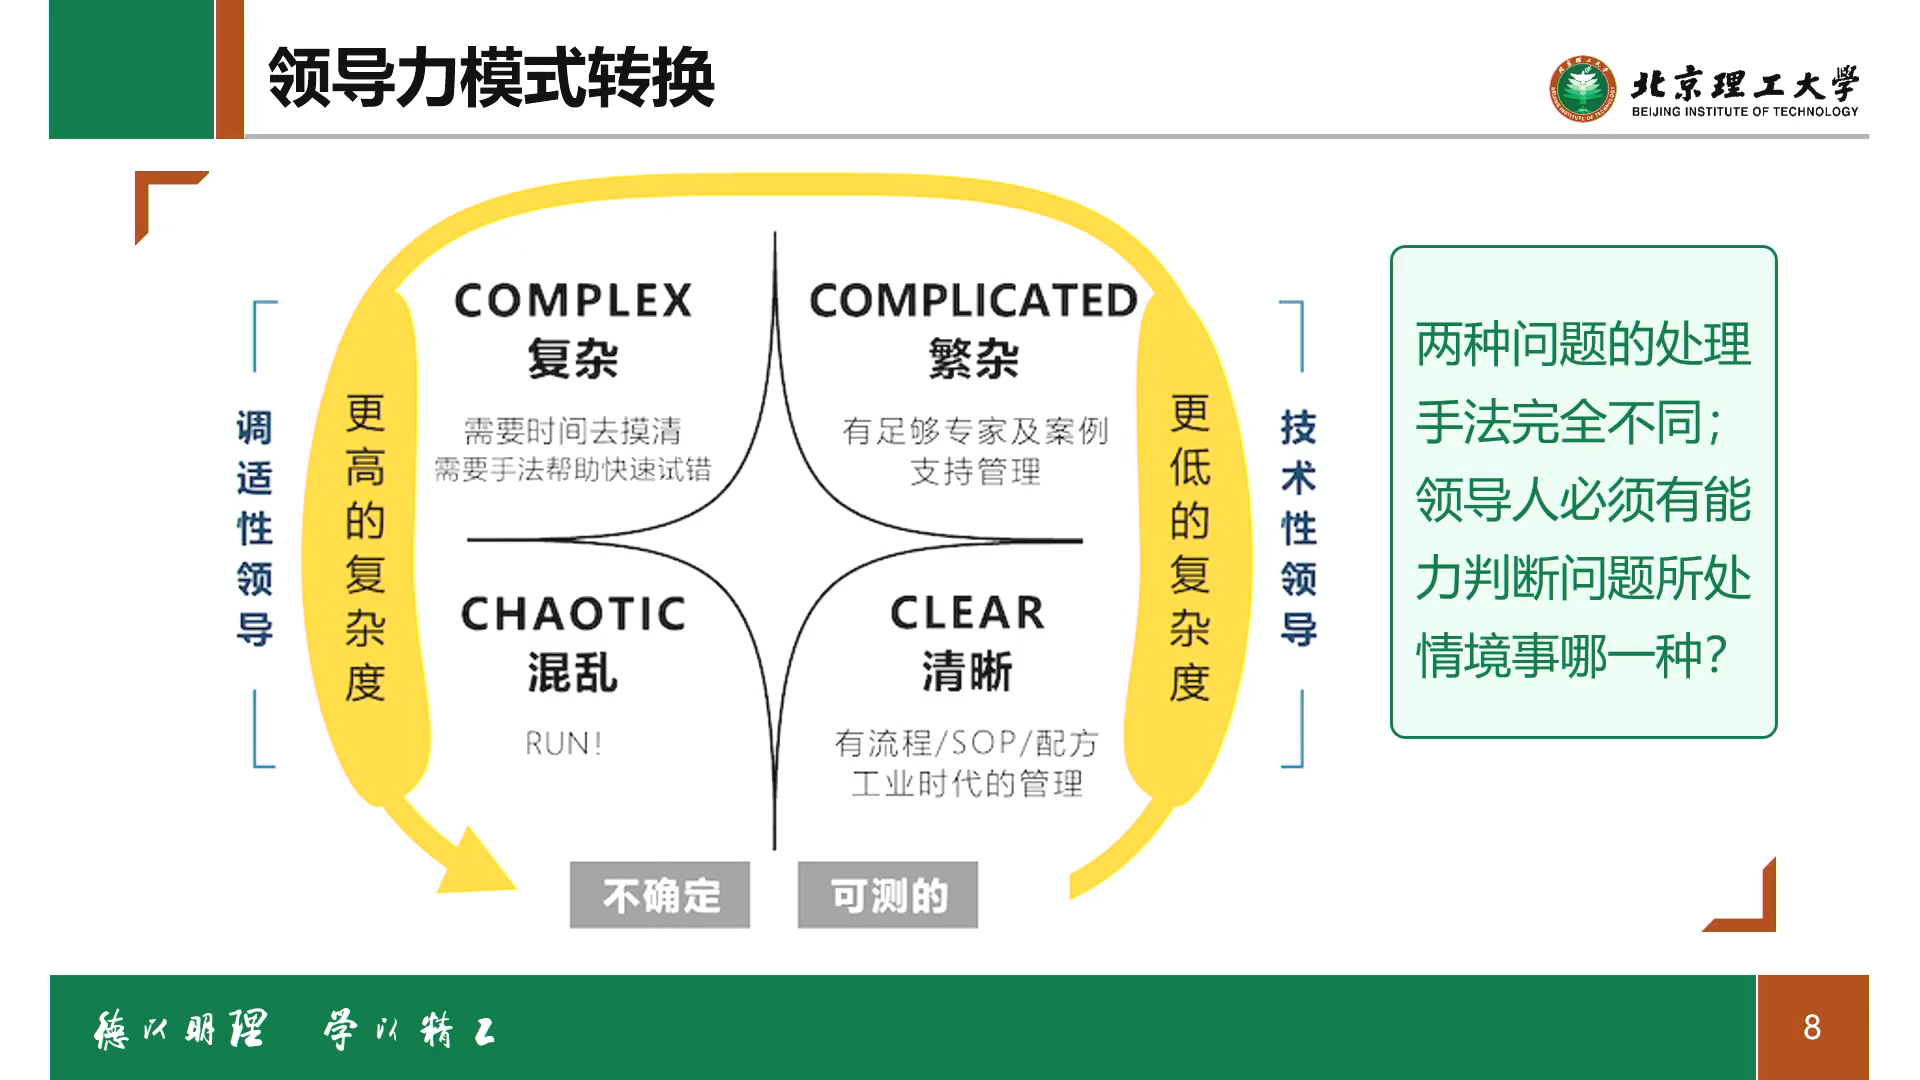 领导力模式转换
北京理工大学
BEIJING INSTITUTE OF TECHNOLOGY
调适性领导
更高的复杂度
COMPLEX
复杂
需要时间去摸清
需要手法帮助快速试错
COMPLICATED
繁杂
有足够专家及案例
支持管理
CHAOTIC
混乱
RUN!
CLEAR
清晰
有流程/SOP/配方
工业时代的管理
更低的复杂度
技术性领导
不确定
可测的
两种问题的处理
手法完全不同；
领导人必须有能
力判断问题所处
情境事哪一种？
德以明理 学以精工
8